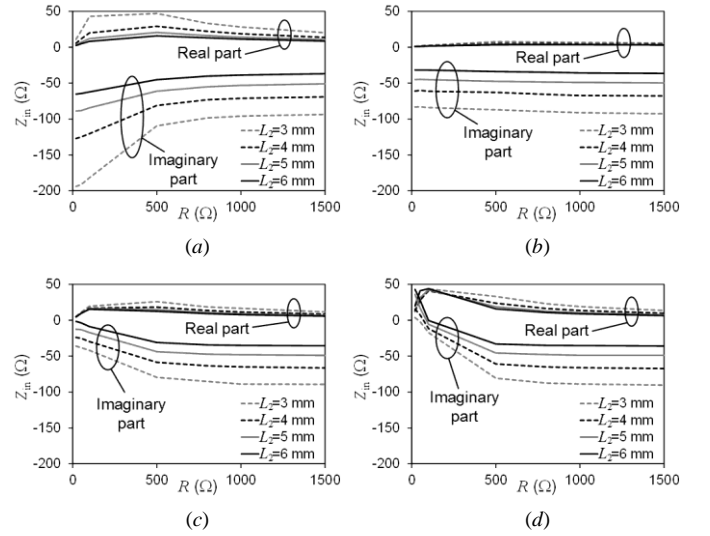 50
0
-50
-100
-150
-200
Zin (Ω)
Real part
Imaginary
part
L2=3 mm
L2=4 mm
L2=5 mm
L2=6 mm
0 500 1000 1500
R (Ω)
(a)
50
0
-50
-100
-150
-200
Zin (Ω)
Real part
Imaginary
part
L2=3 mm
L2=4 mm
L2=5 mm
L2=6 mm
0 500 1000 1500
R (Ω)
(b)
50
0
-50
-100
-150
-200
Zin (Ω)
Real part
Imaginary
part
L2=3 mm
L2=4 mm
L2=5 mm
L2=6 mm
0 500 1000 1500
R (Ω)
(c)
50
0
-50
-100
-150
-200
Zin (Ω)
Real part
Imaginary
part
L2=3 mm
L2=4 mm
L2=5 mm
L2=6 mm
0 500 1000 1500
R (Ω)
(d)